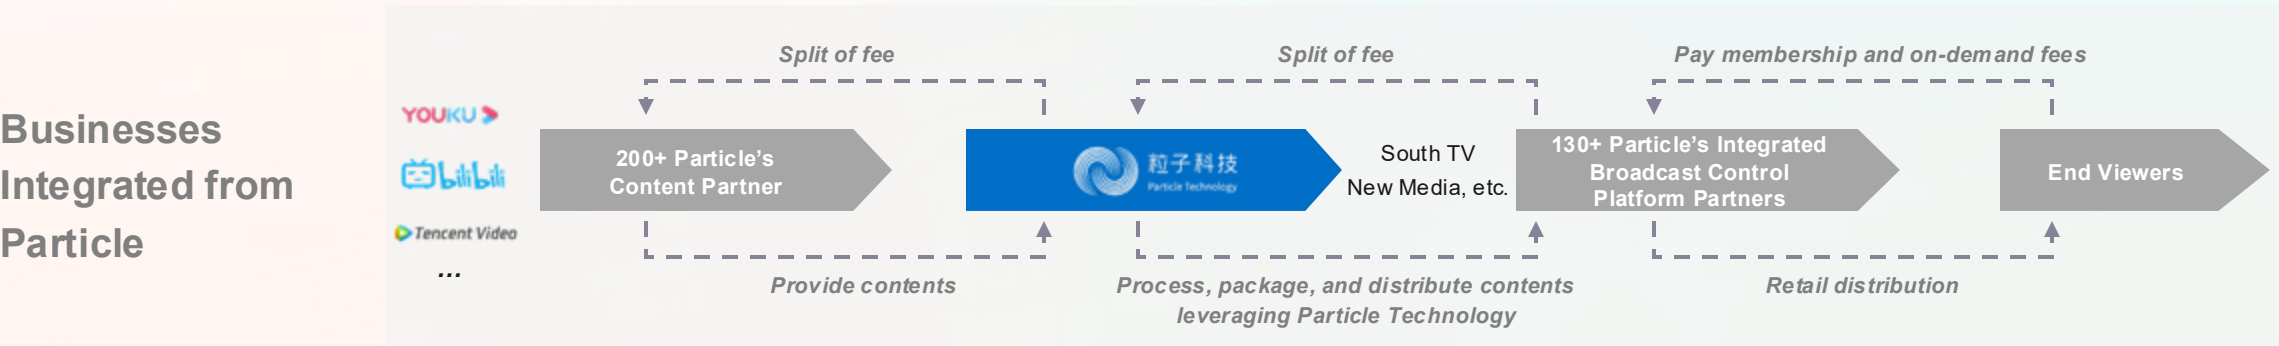 Businesses
Integrated from
Particle
Split of fee
Split of fee
Pay membership and on-demand fees
YOUKU
bilibili
Tencent Video
...
200+ Particle's
Content Partner
粒子科技
Particle Technology
South TV
New Media, etc.
130+ Particle's Integrated
Broadcast Control
Platform Partners
End Viewers
Provide contents
Process, package, and distribute contents
leveraging Particle Technology
Retail distribution